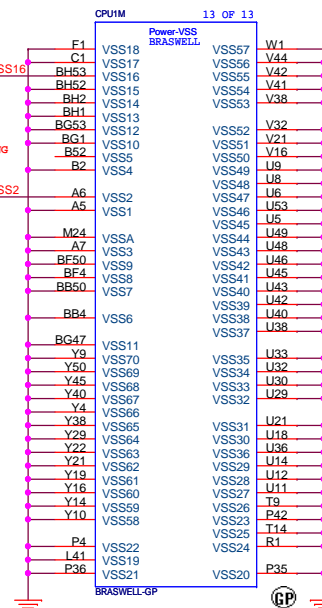 CPU1M 13 OF 13
Power-VSS
BRASWELL
F1 VSS18 VSS57 W1
C1 VSS17 VSS56 V44
SS16 BH53 VSS16 VSS55 V42
BH52 VSS15 VSS54 V41
BH2 VSS14 VSS53 V38
BH1 VSS13
BG53 VSS12 VSS52 V32
BG1 VSS10 VSS51 V21
B52 VSS5 VSS50 V16
B2 VSS4 VSS49 U9
VSS48 U8
SS2 A6 VSS2 VSS47 U6
A5 VSS1 VSS46 U53
VSS45 U5
M24 VSSA VSS44 U49
A7 VSS3 VSS43 U48
BF50 VSS9 VSS42 U46
BF4 VSS8 VSS41 U45
BB50 VSS7 VSS40 U43
VSS39 U42
BB4 VSS6 VSS38 U40
VSS37 U38
BG47 VSS11
Y9 VSS70 VSS35 U33
Y50 VSS69 VSS34 U32
Y45 VSS68 VSS33 U30
Y40 VSS67 VSS32 U29
Y4 VSS66
Y38 VSS65 VSS31 U21
Y29 VSS64 VSS30 U18
Y22 VSS63 VSS36 U36
Y21 VSS62 VSS29 U14
Y19 VSS61 VSS28 U12
Y16 VSS60 VSS27 U11
Y14 VSS59 VSS26 T9
Y10 VSS58 VSS23 P42
VSS25 T14
P4 VSS22 VSS24 R1
L41 VSS19
P36 VSS21 VSS20 P35
BRASWELL-GP
GP